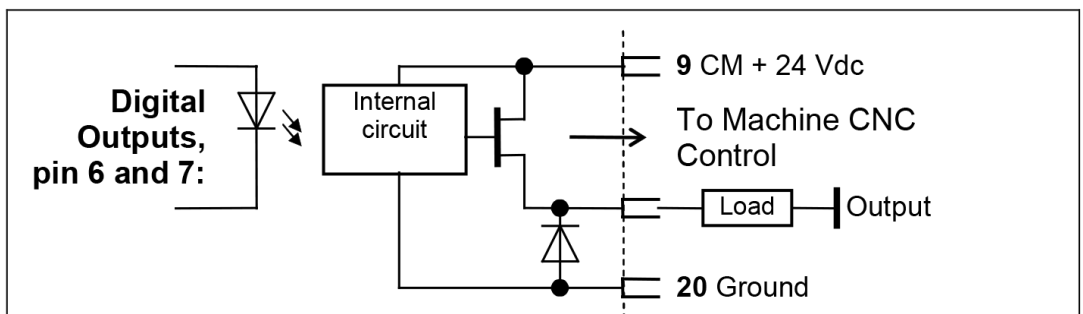 Digital
Outputs,
pin 6 and 7:
Internal
circuit
9 CM + 24 Vdc
To Machine CNC
Control
Load
Output
20 Ground